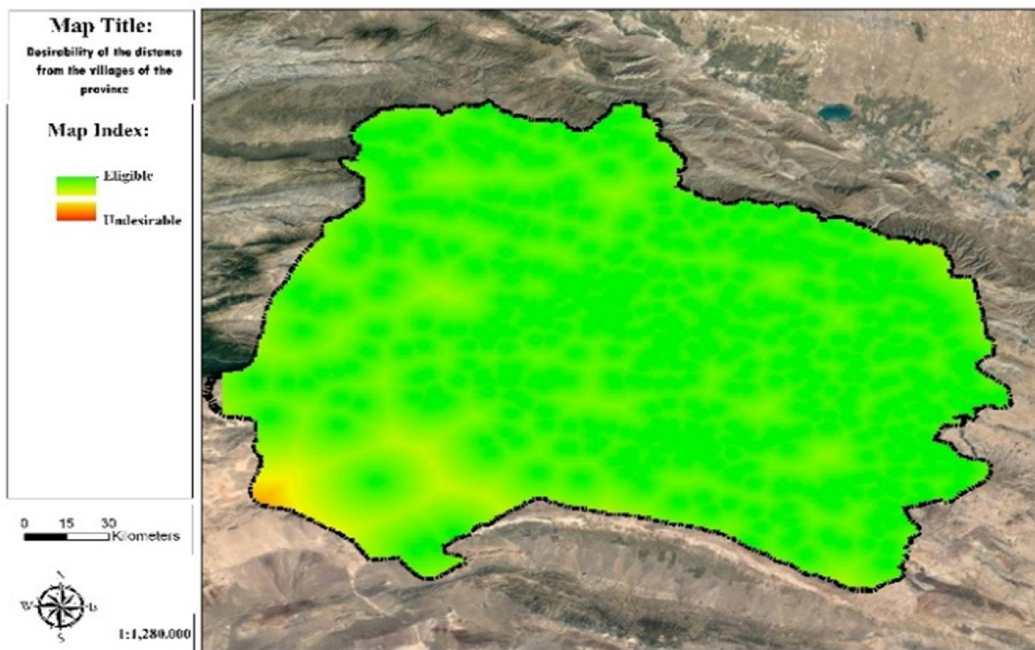 Map Title:
Desirability of the distance
from the villages of the
province
Map Index:
Eligible
Undesirable
0 15 30
Kilometers
N
W E
S
1:1,280,000